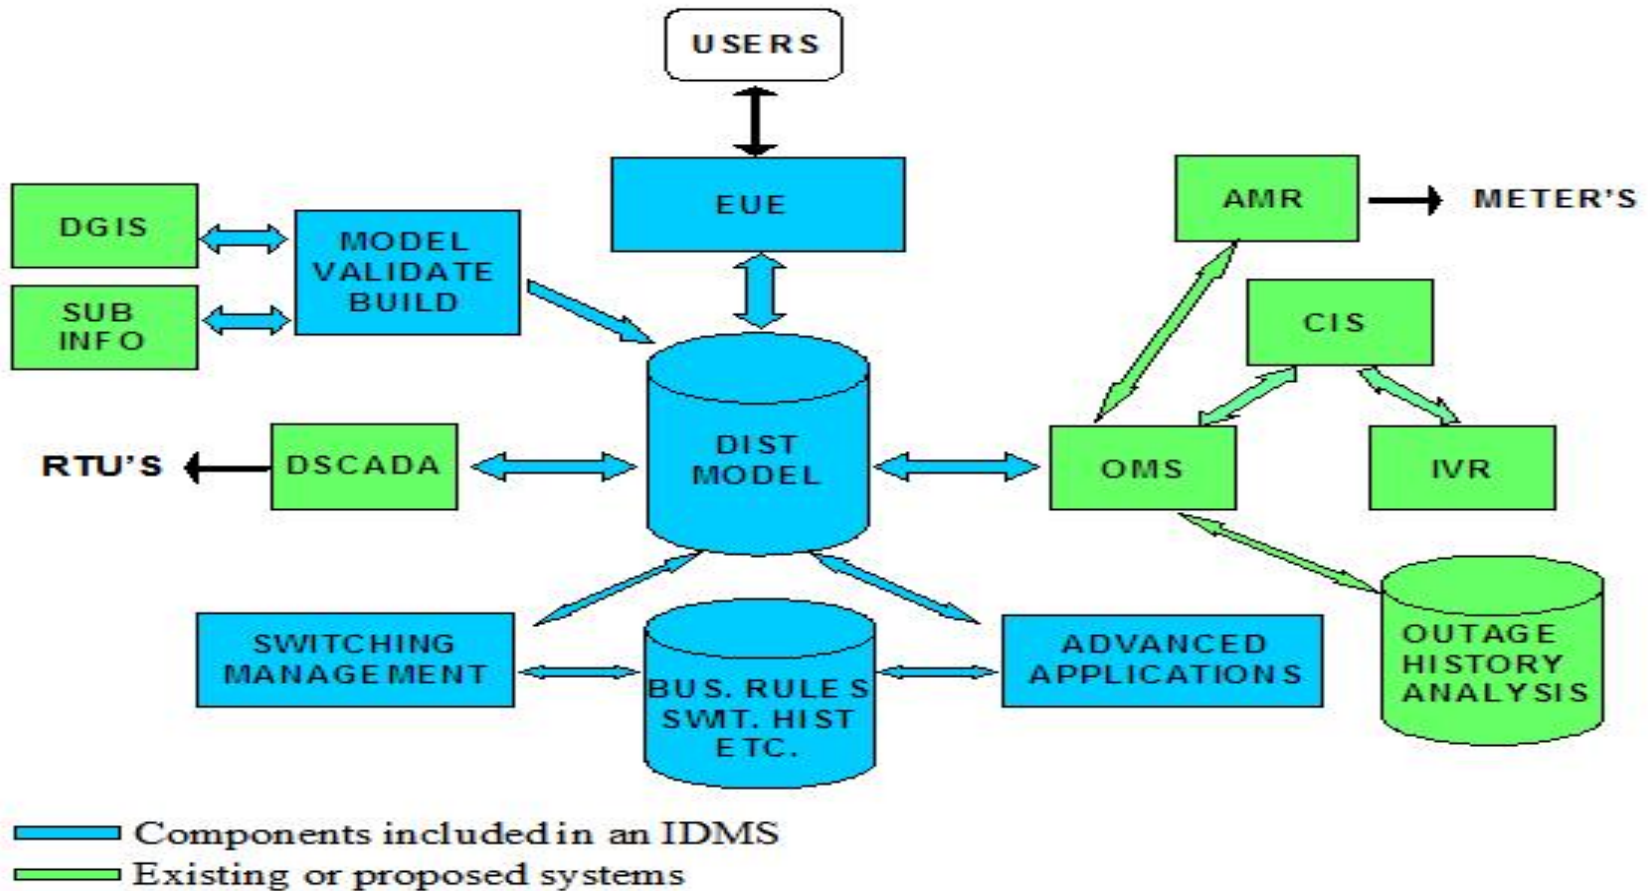 USERS
EUE
AMR
METER'S
DGIS
MODEL
VALIDATE
BUILD
SUB
INFO
CIS
DIST
MODEL
RTU'S
DSCADA
OMS
IVR
SWITCHING
MANAGEMENT
BUS. RULES
SWIT. HIST
ETC.
ADVANCED
APPLICATIONS
OUTAGE
HISTORY
ANALYSIS
Components included in an IDMS
Existing or proposed systems